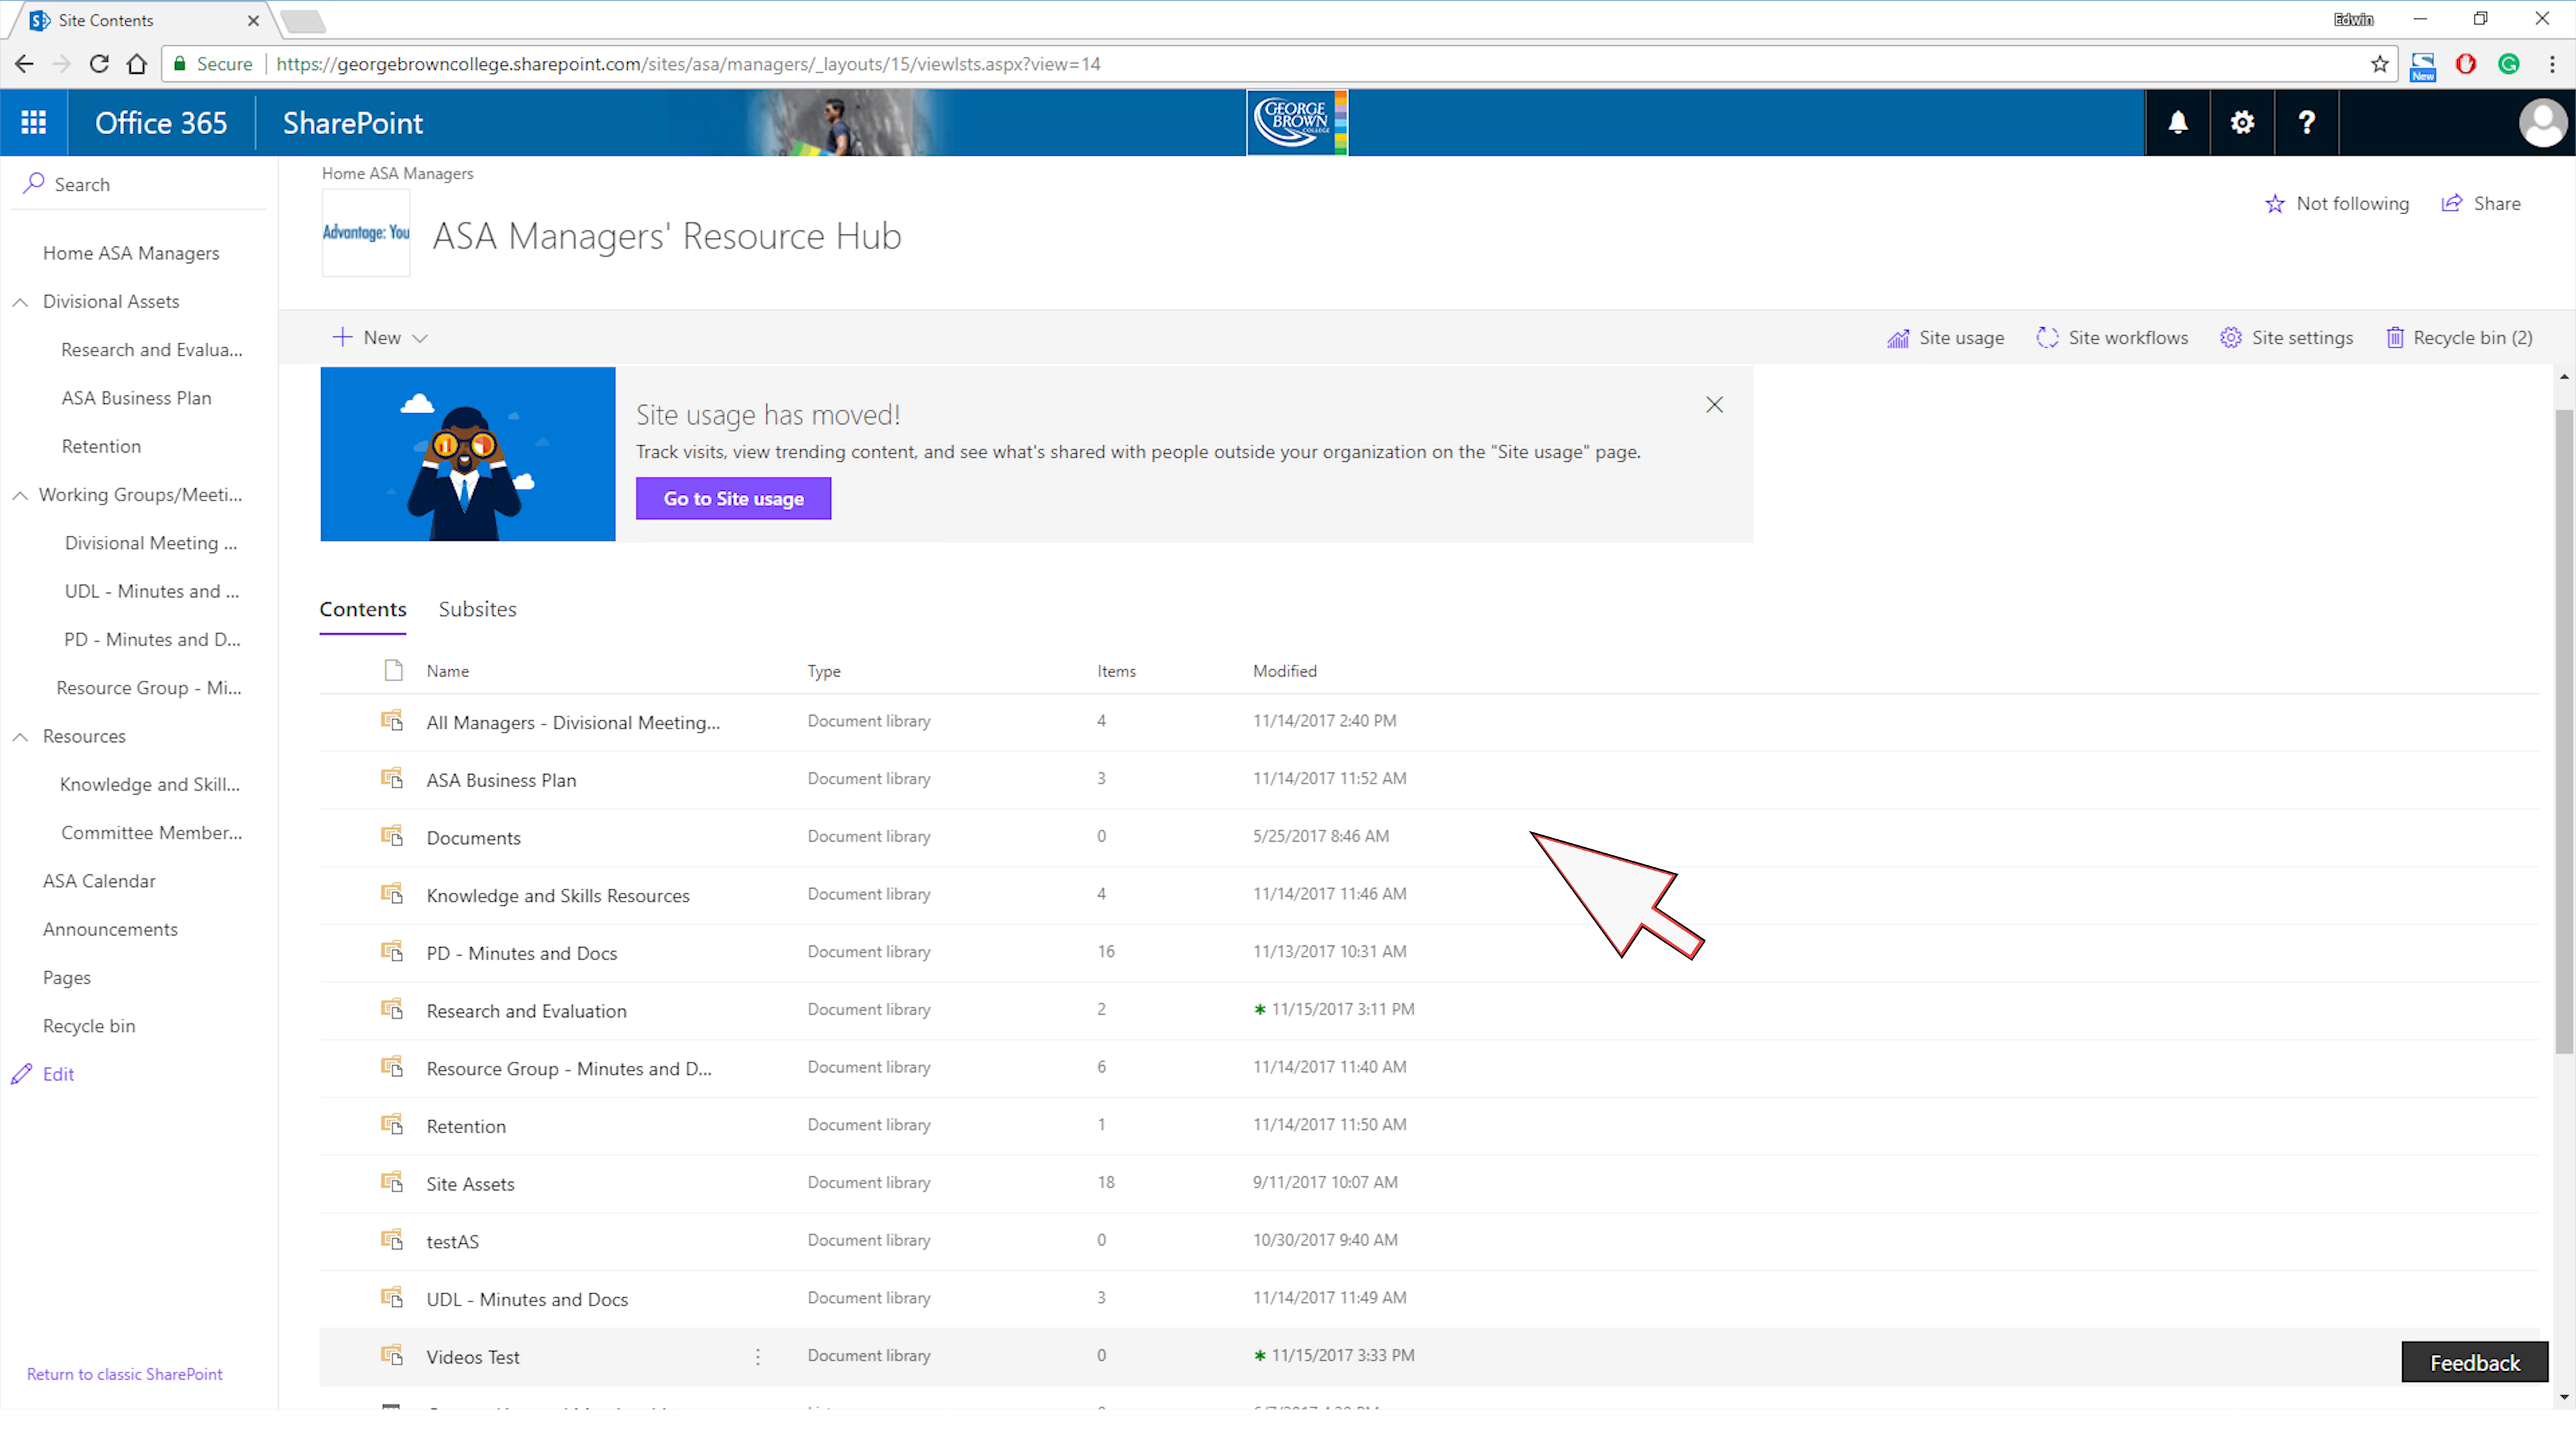 Site Contents
Edwin
Secure https://georgebrowncollege.sharepoint.com/sites/asa/managers/_layouts/15/viewlsts.aspx?view=14
New
Office 365 SharePoint
GEORGE
BROWN
COLLEGE
?
Search
Home ASA Managers
Divisional Assets
Research and Evalua...
ASA Business Plan
Retention
Working Groups/Meeti...
Divisional Meeting ...
UDL - Minutes and ...
PD - Minutes and D...
Resource Group - Mi...
Resources
Knowledge and Skill...
Committee Member...
ASA Calendar
Announcements
Pages
Recycle bin
Edit
Return to classic SharePoint
Home ASA Managers
Advantage: You
ASA Managers' Resource Hub
Not following Share
New
Site usage Site workflows Site settings Recycle bin (2)
Site usage has moved!
Track visits, view trending content, and see what's shared with people outside your organization on the "Site usage" page.
Go to Site usage
Contents Subsites
Name Type Items Modified
All Managers - Divisional Meeting... Document library 4 11/14/2017 2:40 PM
ASA Business Plan Document library 3 11/14/2017 11:52 AM
Documents Document library 0 5/25/2017 8:46 AM
Knowledge and Skills Resources Document library 4 11/14/2017 11:46 AM
PD - Minutes and Docs Document library 16 11/13/2017 10:31 AM
Research and Evaluation Document library 2 * 11/15/2017 3:11 PM
Resource Group - Minutes and D... Document library 6 11/14/2017 11:40 AM
Retention Document library 1 11/14/2017 11:50 AM
Site Assets Document library 18 9/11/2017 10:07 AM
testAS Document library 0 10/30/2017 9:40 AM
UDL - Minutes and Docs Document library 3 11/14/2017 11:49 AM
Videos Test Document library 0 * 11/15/2017 3:33 PM
Feedback